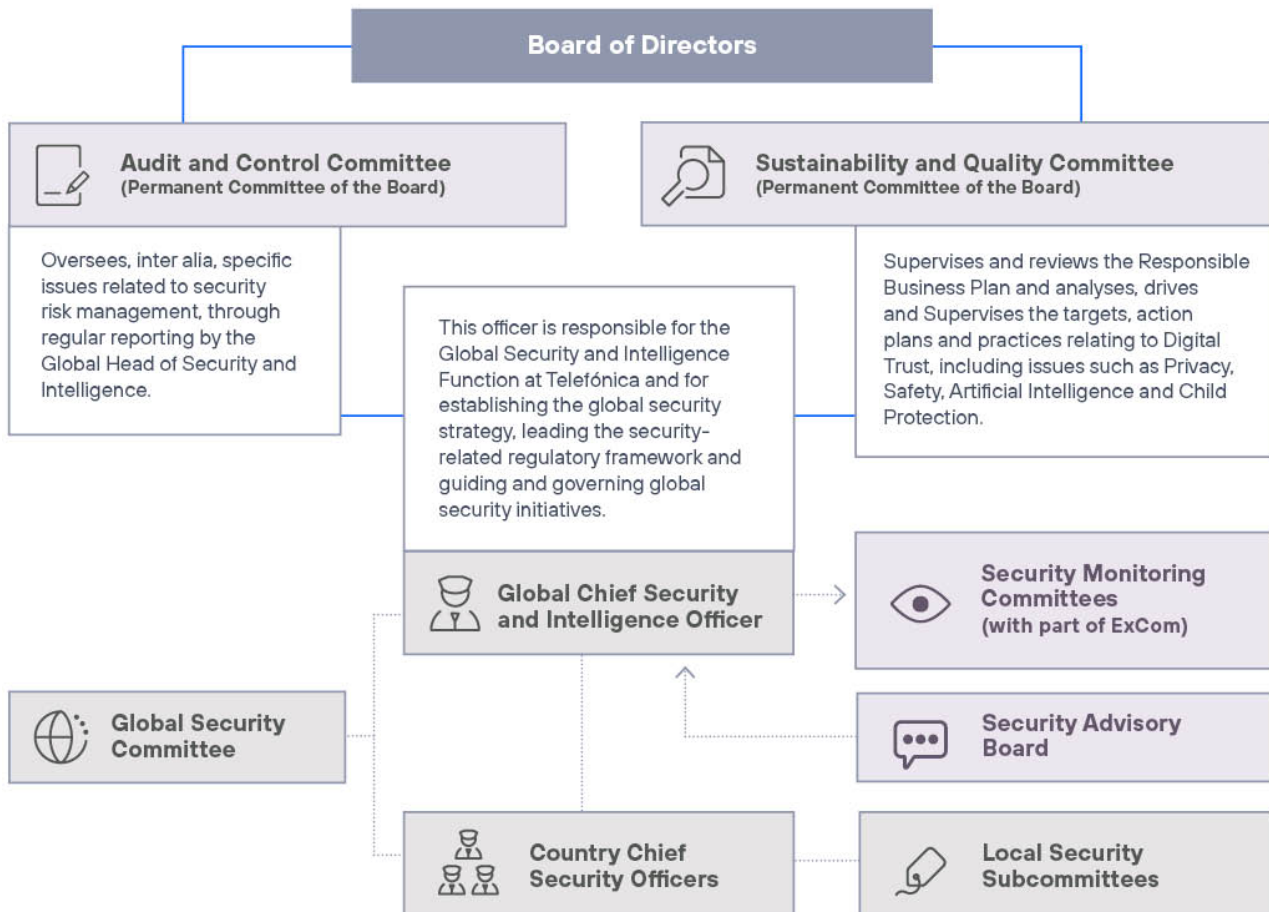 Board of Directors
Audit and Control Committee
(Permanent Committee of the Board)
Sustainability and Quality Committee
(Permanent Committee of the Board)
Oversees, inter alia, specific
issues related to security
risk management, through
regular reporting by the
Global Head of Security and
Intelligence.
This officer is responsible for the
Global Security and Intelligence
Function at Telefónica and for
establishing the global security
strategy, leading the security-
related regulatory framework and
guiding and governing global
security initiatives.
Supervises and reviews the Responsible
Business Plan and analyses, drives
and Supervises the targets, action
plans and practices relating to Digital
Trust, including issues such as Privacy,
Safety, Artificial Intelligence and Child
Protection.
Global Chief Security
and Intelligence Officer
Security Monitoring
Committees
(with part of ExCom)
Global Security
Committee
Security Advisory
Board
Country Chief
Security Officers
Local Security
Subcommittees